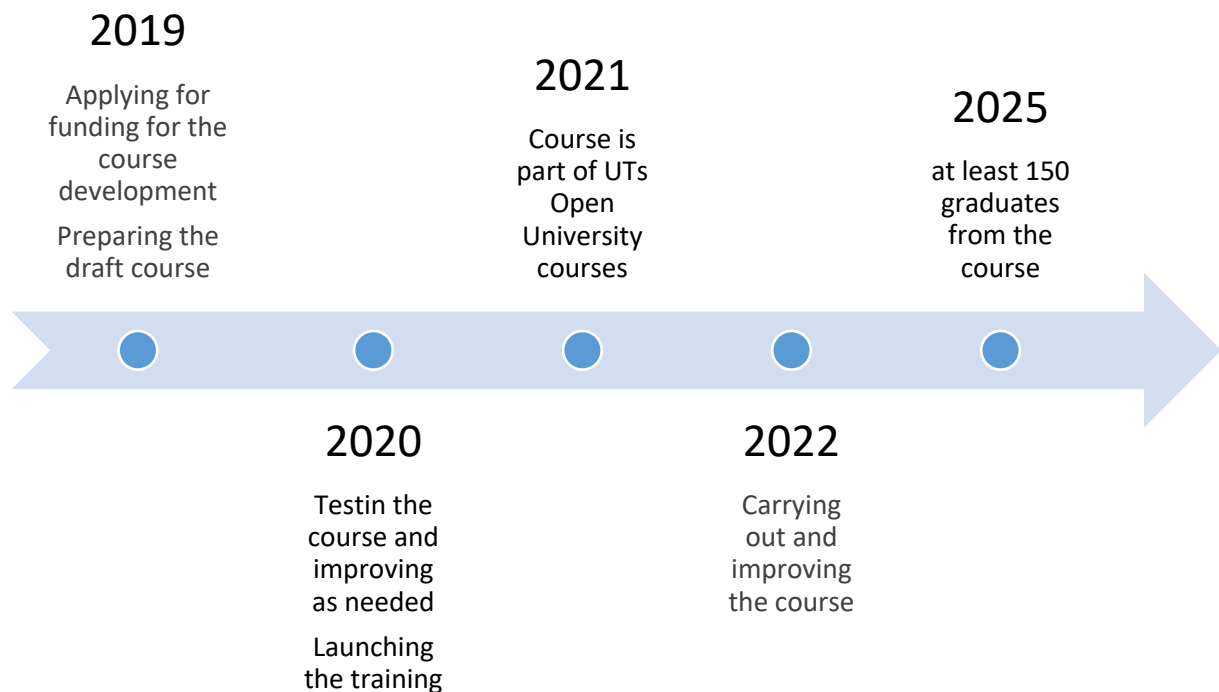 2019
Applying for
funding for the
course
development
Preparing the
draft course
2020
Testin the
course and
improving
as needed
Launching
the training
2021
Course is
part of UTs
Open
University
courses
2022
Carrying
out and
improving
the course
2025
at least 150
graduates
from the
course